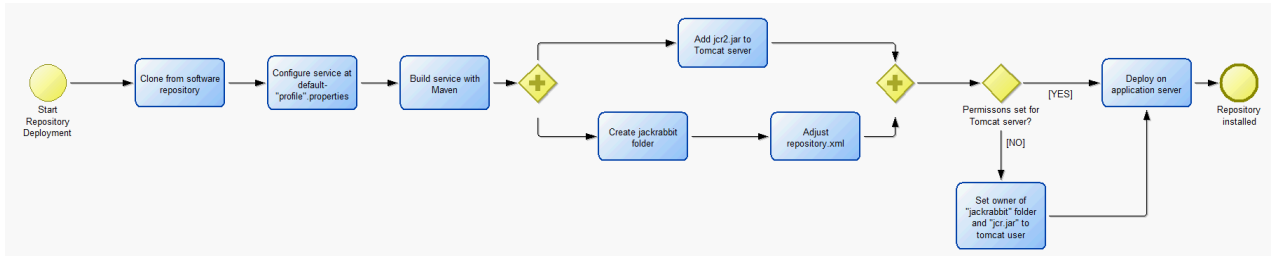 Start
Repository
Deployment
Clone from software
repository
Configure service at
default-
"profile".properties
Build service with
Maven
Add jcr2.jar to
Tomcat server
Create jackrabbit
folder
Adjust
repository.xml
Permissons set for
Tomcat server?
[YES]
[NO]
Set owner of
"jackrabbit" folder
and "jcr.jar" to
tomcat user
Deploy on
application server
Repository
installed